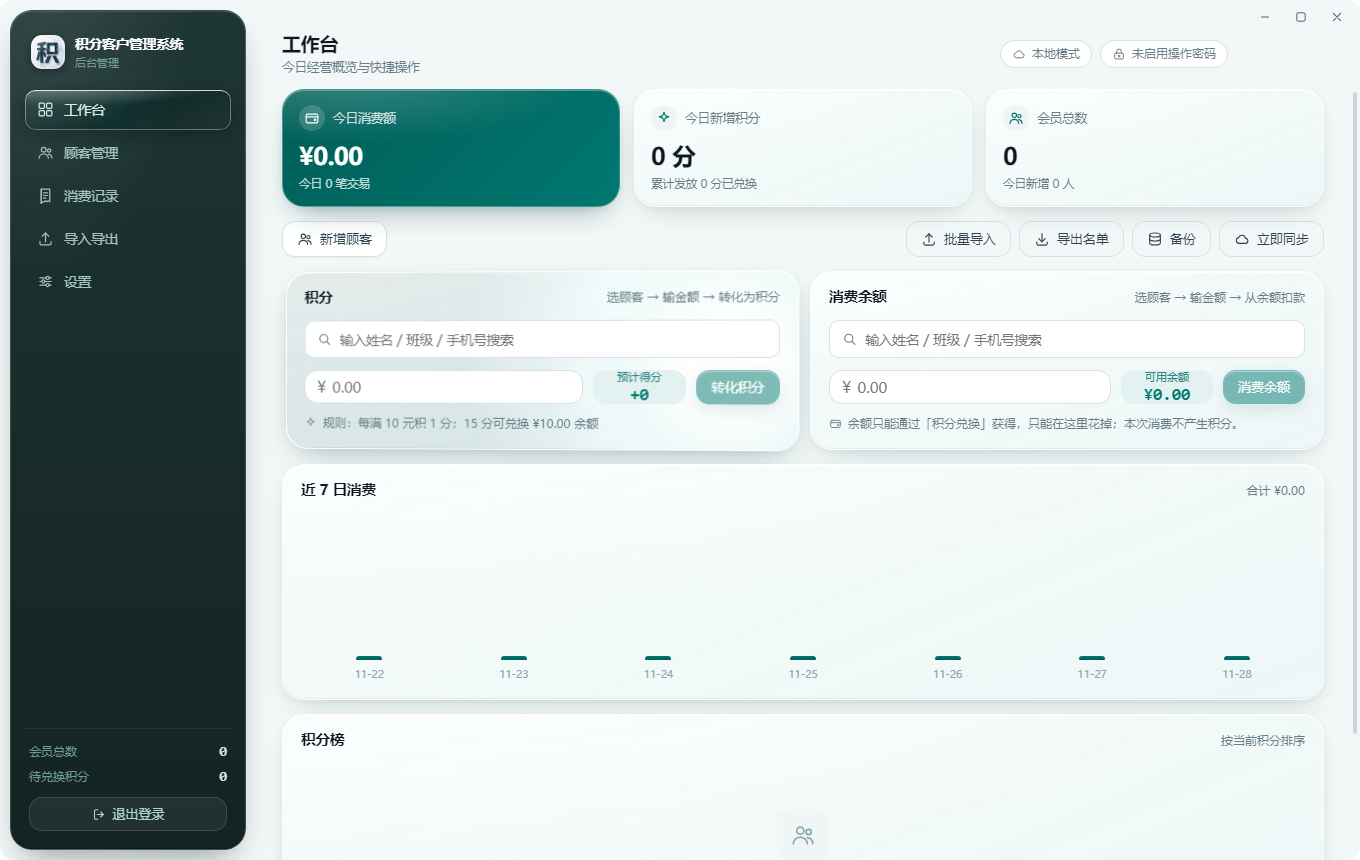 积 积分客户管理系统
后台管理
工作台
顾客管理
消费记录
导入导出
设置
会员总数 0
待兑换积分 0
退出登录
工作台
今日经营概览与快捷操作
本地模式 未启用操作密码
今日消费额
¥0.00
今日 0 笔交易
今日新增积分
0 分
累计发放 0 分已兑换
会员总数
0
今日新增 0 人
新增顾客 批量导入 导出名单 备份 立即同步
积分 选顾客 → 输金额 → 转化为积分
输入姓名 / 班级 / 手机号搜索
¥ 0.00 预计得分 +0 转化积分
规则：每满 10 元积 1 分；15 分可兑换 ¥10.00 余额
消费余额 选顾客 → 输金额 → 从余额扣款
输入姓名 / 班级 / 手机号搜索
¥ 0.00 可用余额 ¥0.00 消费余额
余额只能通过「积分兑换」获得，只能在这里花掉；本次消费不产生积分。
近 7 日消费 合计 ¥0.00
11-22 11-23 11-24 11-25 11-26 11-27 11-28
积分榜 按当前积分排序